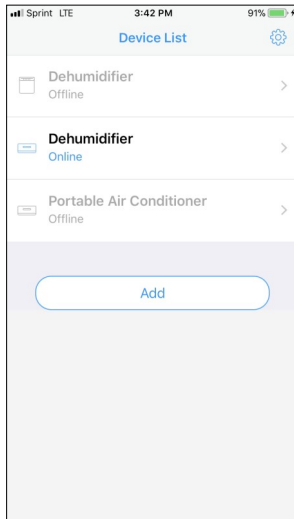 Sprint LTE 3:42 PM 91%
Device List
Dehumidifier
Offline
Dehumidifier
Online
Portable Air Conditioner
Offline
Add